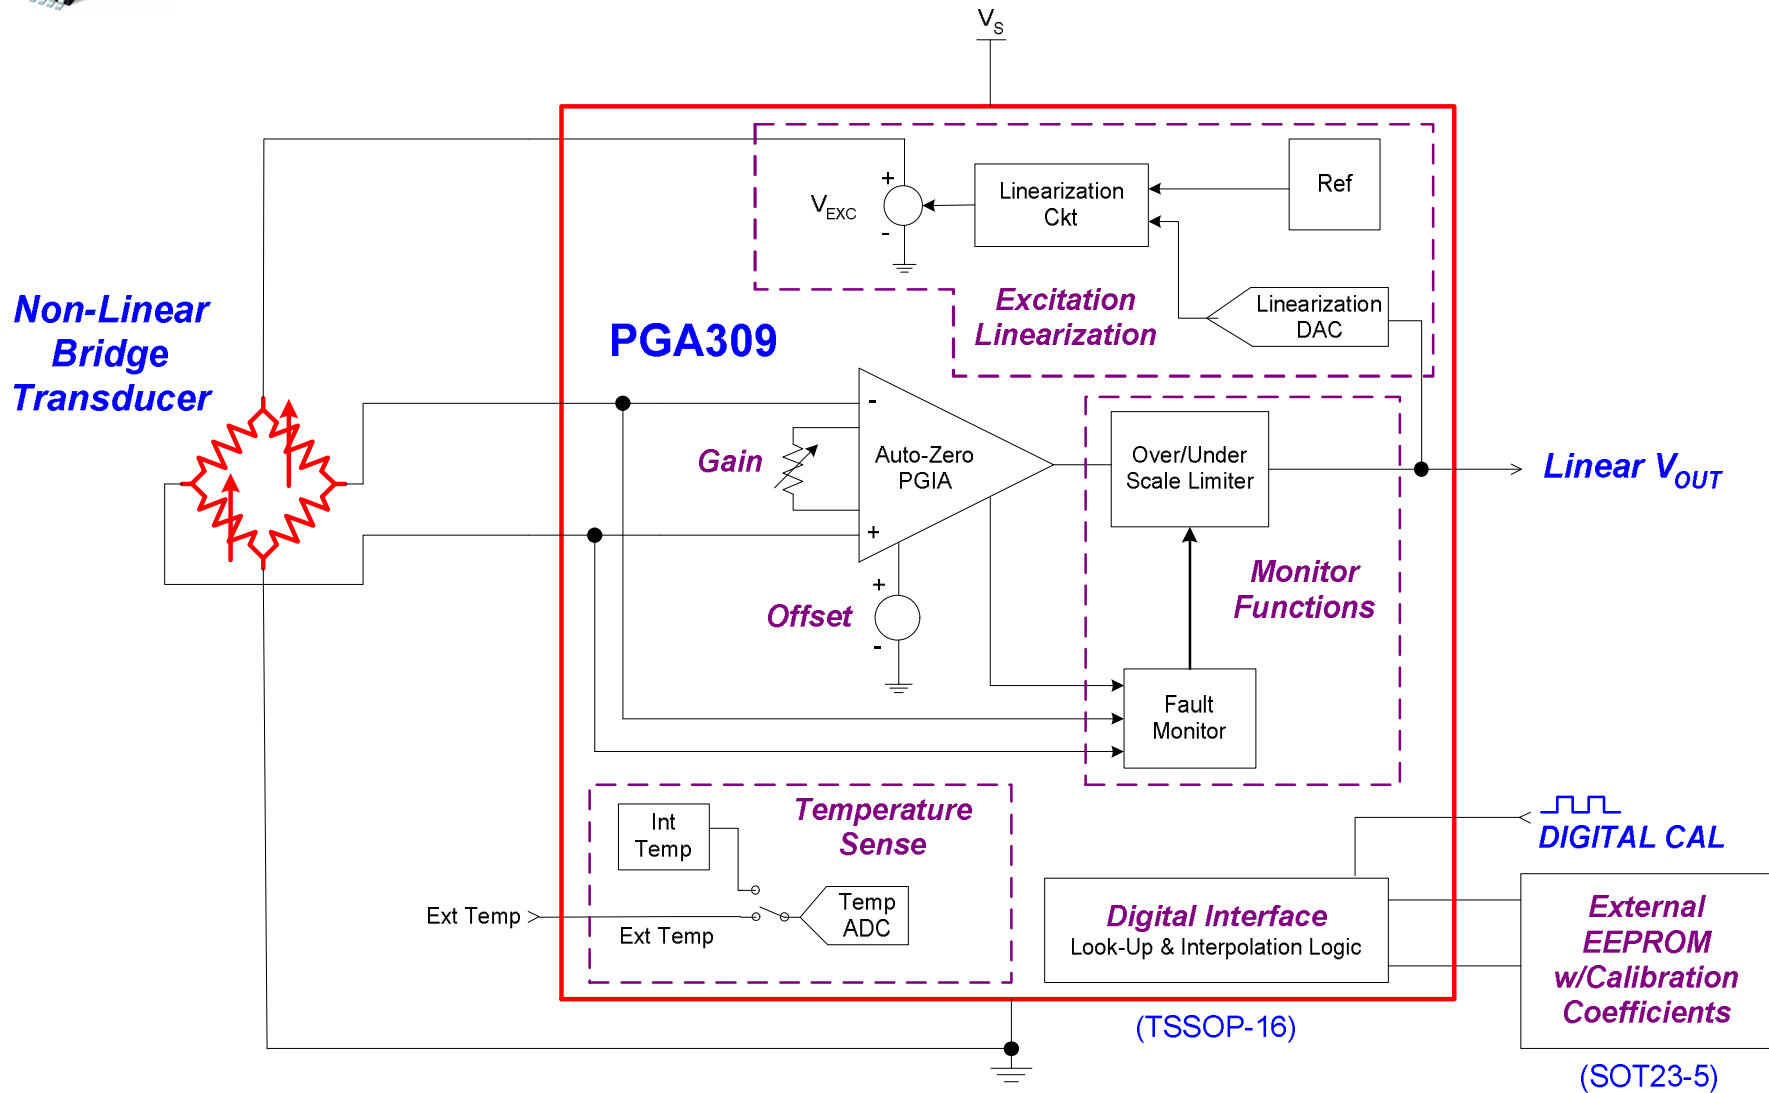 VS
+
VEXC
-
Linearization
Ckt
Ref
Excitation
Linearization
Linearization
DAC
Non-Linear
Bridge
Transducer
PGA309
-
Gain
Auto-Zero
PGIA
+
Over/Under
Scale Limiter
Linear VOUT
Offset
+
-
Monitor
Functions
Fault
Monitor
Int
Temp
Temperature
Sense
Ext Temp
Ext Temp
Temp
ADC
DIGITAL CAL
Digital Interface
Look-Up & Interpolation Logic
External
EEPROM
w/Calibration
Coefficients
(TSSOP-16)
(SOT23-5)